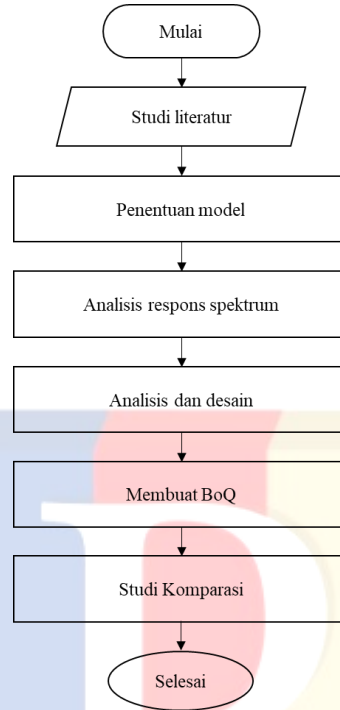 Mulai
Studi literatur
Penentuan model
Analisis respons spektrum
Analisis dan desain
Membuat BoQ
Studi Komparasi
Selesai